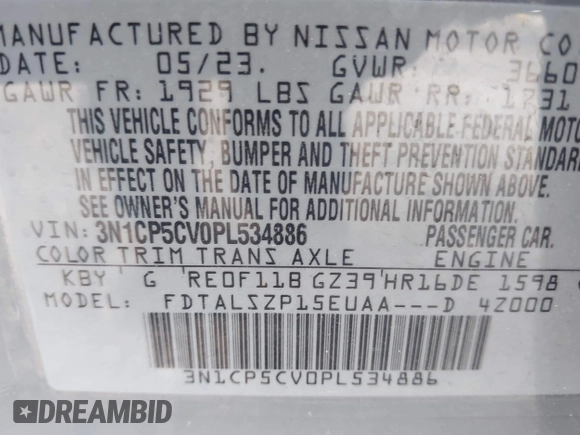 MANUFACTURED BY NISSAN MOTOR CO
DATE: 05/23. GVWR: 3660
GAWR FR: 1929 LBS GAWR RR: 1731
THIS VEHICLE CONFORMS TO ALL APPLICABLE FEDERAL MOTO
VEHICLE SAFETY, BUMPER AND THEFT PREVENTION STANDARD
IN EFFECT ON THE DATE OF MANUFACTURE SHOWN ABOVE.
SEE OWNER'S MANUAL FOR ADDITIONAL INFORMATION.
VIN: 3N1CP5CV0PL534886 PASSENGER CAR.
COLOR TRIM TRANS AXLE ENGINE
KBY G RE0F11B GZ39 HR16DE 1598
MODEL: FDTALSZP15EUAA---D 4Z000
3N1CP5CV0PL534886
DREAMBID